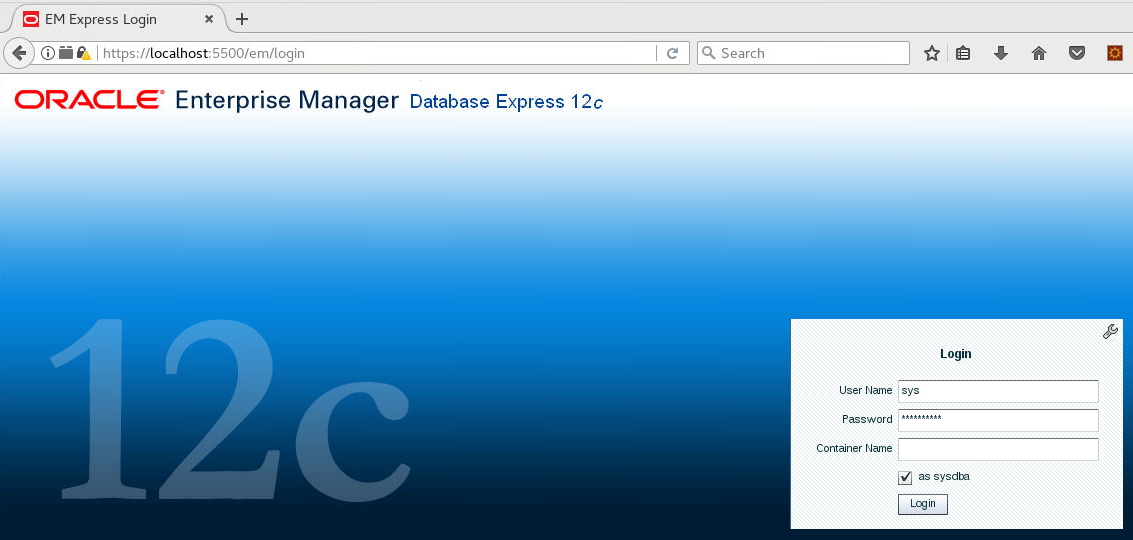 EM Express Login
https://localhost:5500/em/login
Search
ORACLE® Enterprise Manager Database Express 12c
12c
Login
User Name sys
Password **********
Container Name
as sysdba
Login